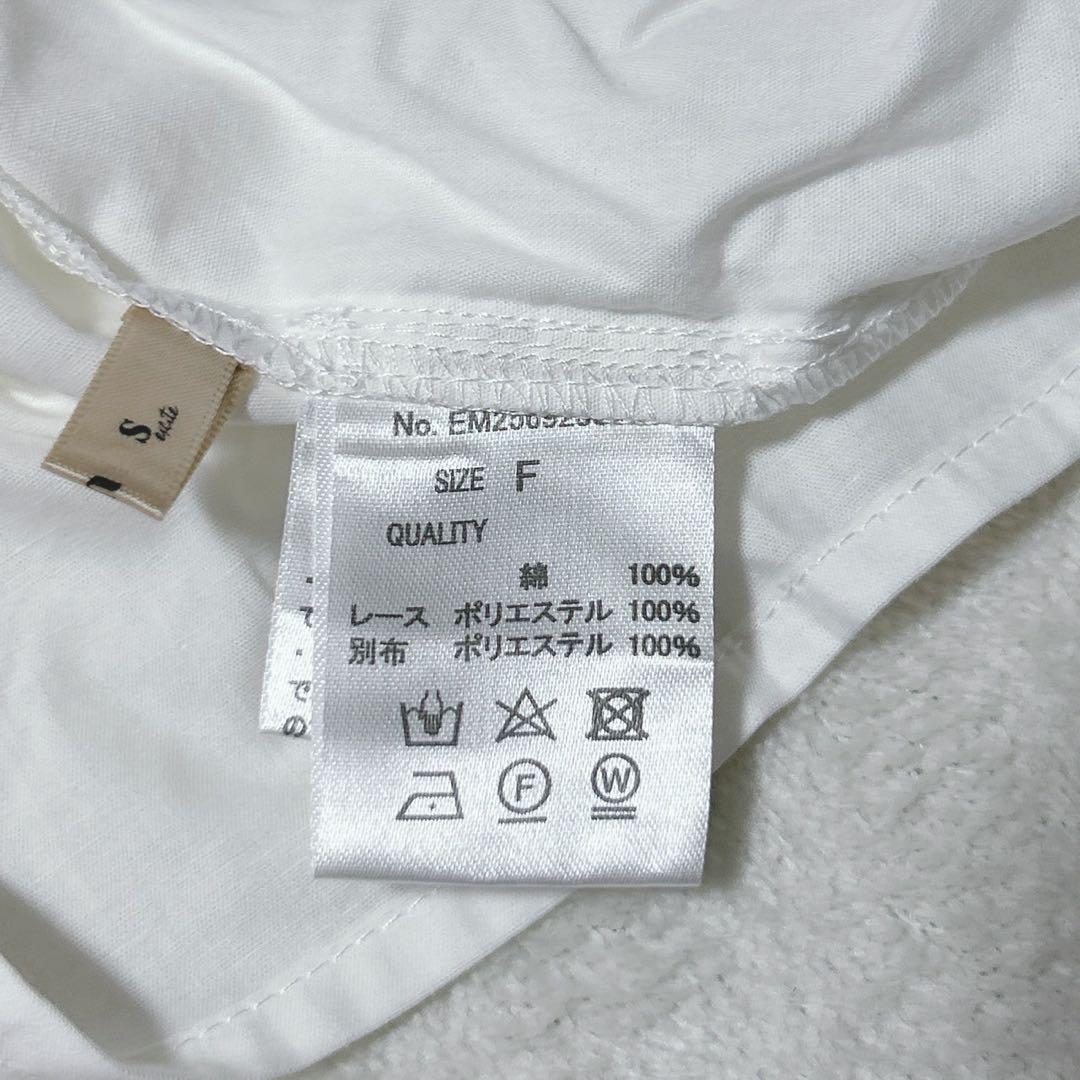 No.
SIZE F
QUALITY
綿 100%
レース ポリエステル 100%
別布 ポリエステル 100%
F
W
S